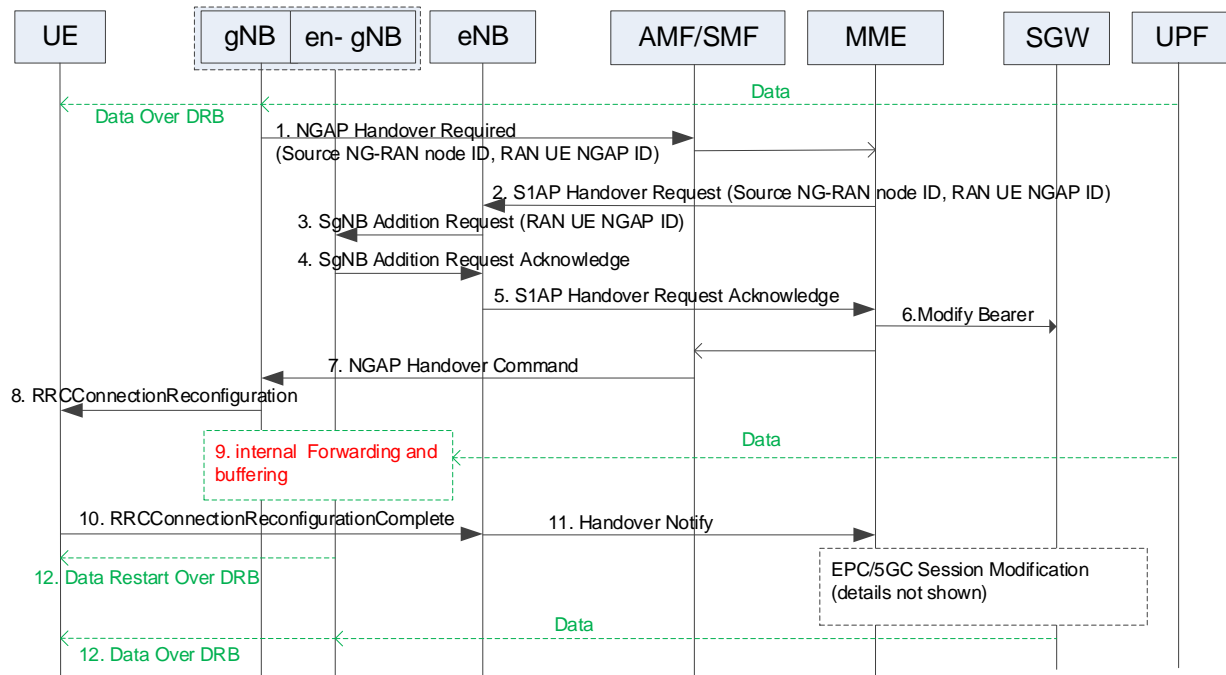 UE
gNB
en- gNB
eNB
AMF/SMF
MME
SGW
UPF
Data
Data Over DRB
1. NGAP Handover Required
(Source NG-RAN node ID, RAN UE NGAP ID)
2. S1AP Handover Request (Source NG-RAN node ID, RAN UE NGAP ID)
3. SgNB Addition Request (RAN UE NGAP ID)
4. SgNB Addition Request Acknowledge
5. S1AP Handover Request Acknowledge
6.Modify Bearer
7. NGAP Handover Command
8. RRCConnectionReconfiguration
9. internal Forwarding and
buffering
Data
10. RRCConnectionReconfigurationComplete
11. Handover Notify
12. Data Restart Over DRB
EPC/5GC Session Modification
(details not shown)
Data
12. Data Over DRB